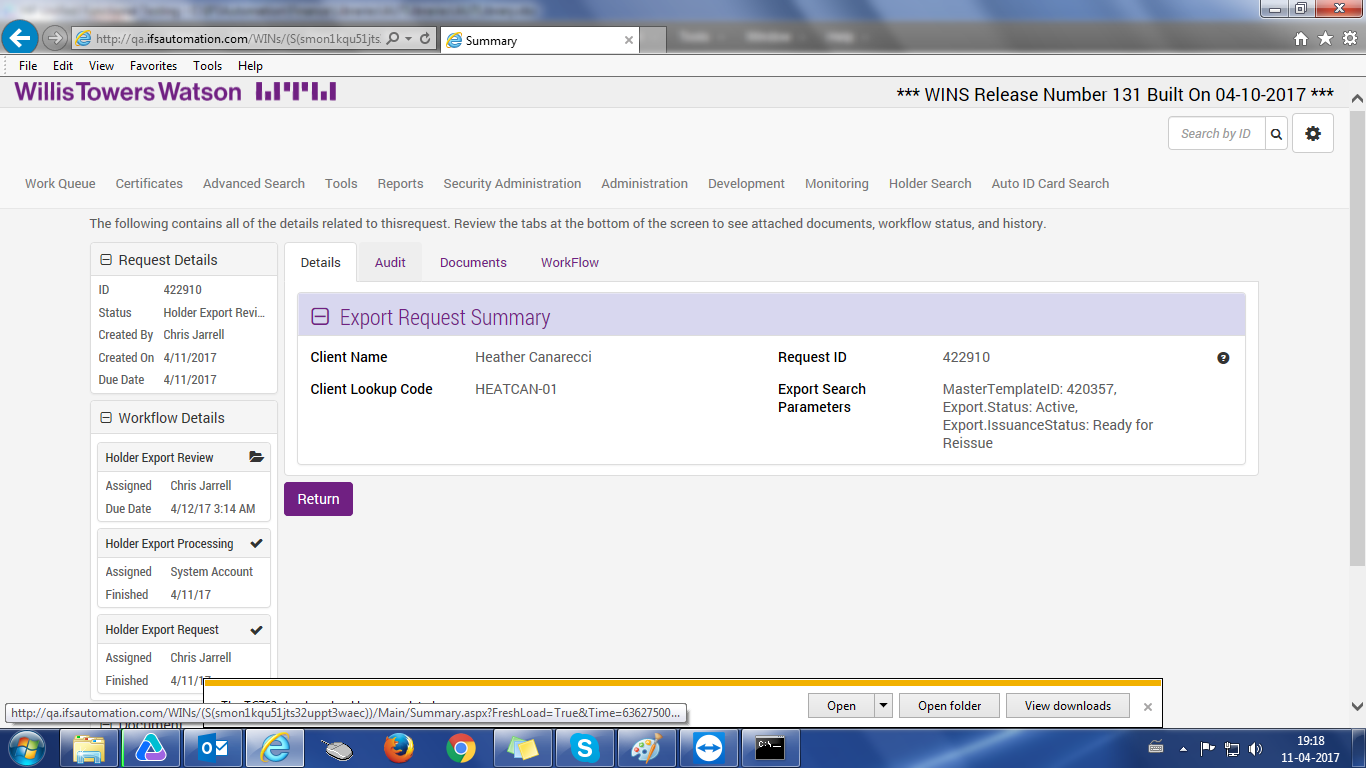 http://qa.ifsautomation.com/WINs/(S(smon1kqu51jts
Summary
File Edit View Favorites Tools Help
Willis Towers Watson
*** WINS Release Number 131 Built On 04-10-2017 ***
Search by ID
Work Queue Certificates Advanced Search Tools Reports Security Administration Administration Development Monitoring Holder Search Auto ID Card Search
The following contains all of the details related to thisrequest. Review the tabs at the bottom of the screen to see attached documents, workflow status, and history.
Request Details
ID 422910
Status Holder Export Revi...
Created By Chris Jarrell
Created On 4/11/2017
Due Date 4/11/2017
Workflow Details
Holder Export Review
Assigned Chris Jarrell
Due Date 4/12/17 3:14 AM
Holder Export Processing
Assigned System Account
Finished 4/11/17
Holder Export Request
Assigned Chris Jarrell
Finished 4/11/17
Document
Details Audit Documents WorkFlow
Export Request Summary
Client Name Heather Canarecci
Request ID 422910
Client Lookup Code HEATCAN-01
Export Search
Parameters
MasterTemplateID: 420357,
Export.Status: Active,
Export.IssuanceStatus: Ready for
Reissue
Return
Open Open folder View downloads
http://qa.ifsautomation.com/WINs/(S(smon1kqu51jts32uppt3waec))/Main/Summary.aspx?FreshLoad=True&Time=63627500...
19:18
11-04-2017